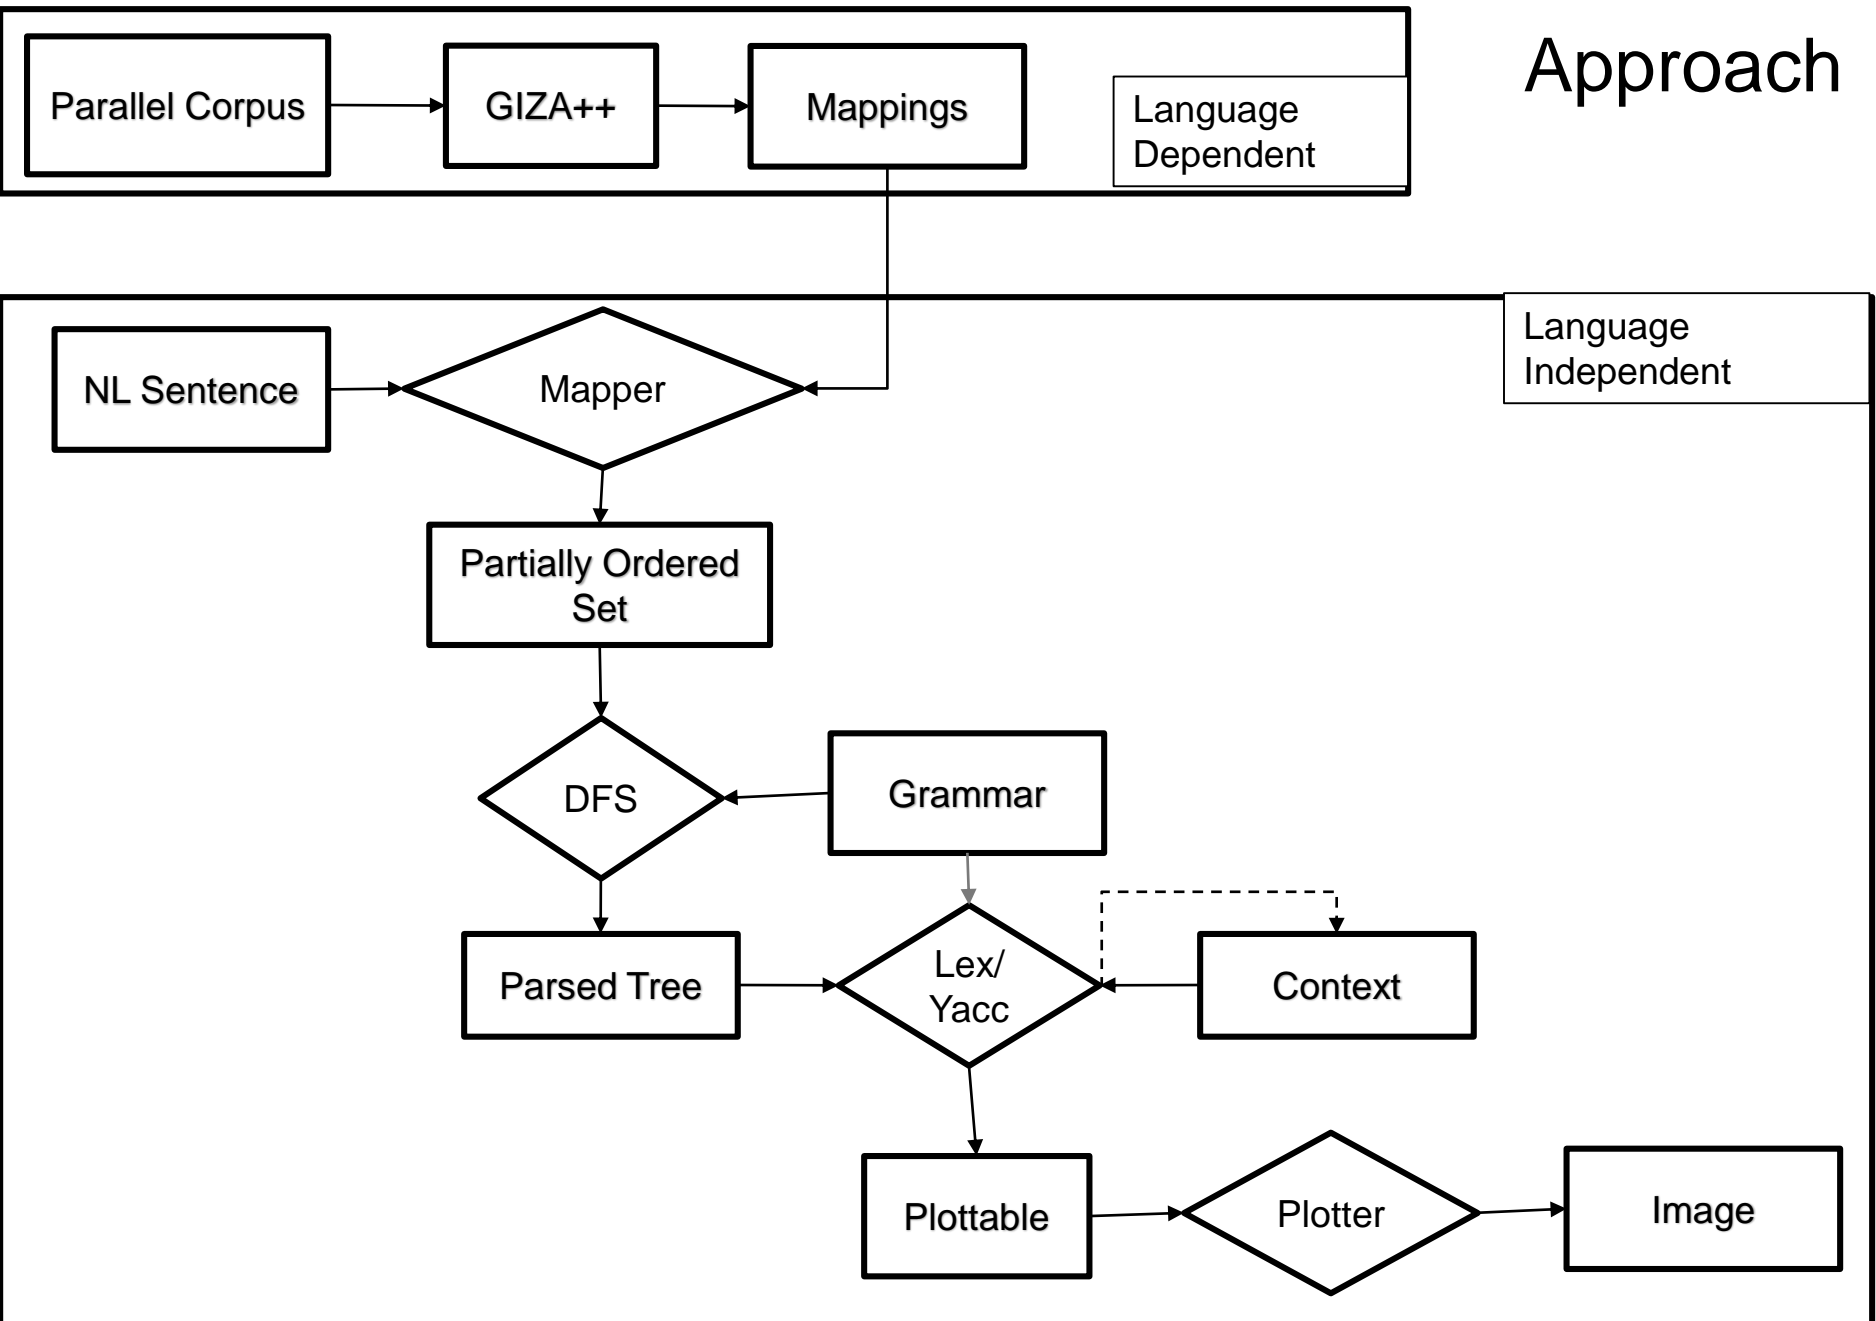 Approach
Parallel Corpus
GIZA++
Mappings
Language
Dependent
Language
Independent
NL Sentence
Mapper
Partially Ordered
Set
DFS
Grammar
Parsed Tree
Lex/
Yacc
Context
Plottable
Plotter
Image